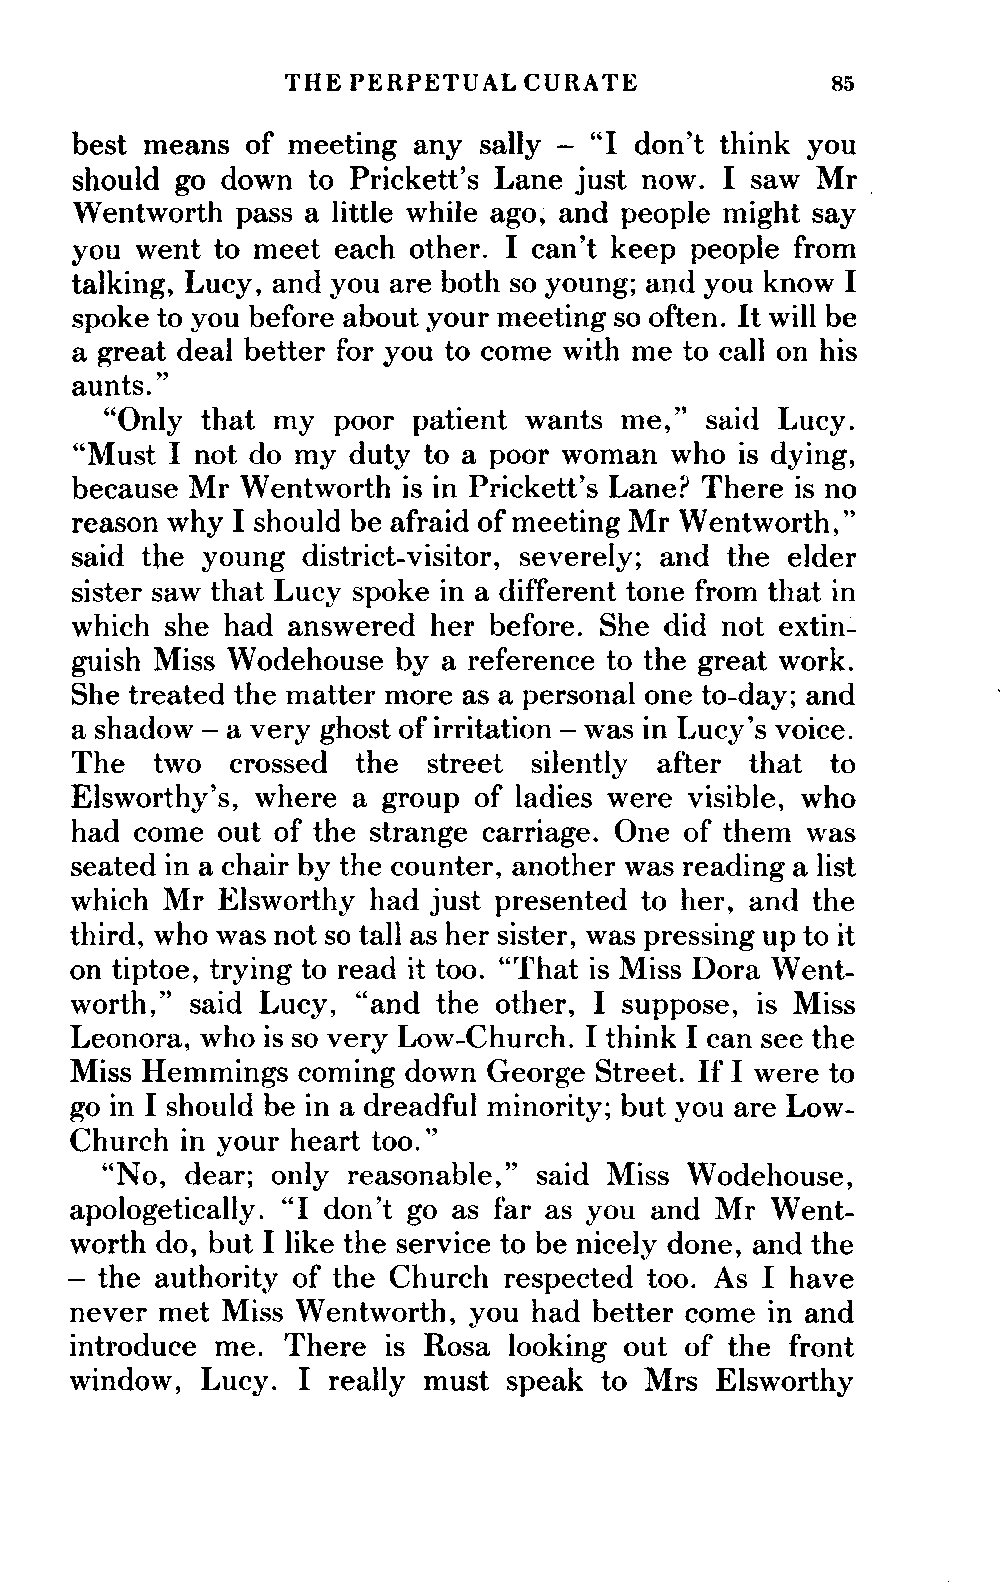 THE PERPETUAL CURATE 85
best means of meeting any sally – “I don’t think you
should go down to Prickett’s Lane just now. I saw Mr
Wentworth pass a little while ago, and people might say
you went to meet each other. I can’t keep people from
talking, Lucy, and you are both so young; and you know I
spoke to you before about your meeting so often. It will be
a great deal better for you to come with me to call on his
aunts.”
“Only that my poor patient wants me,” said Lucy.
“Must I not do my duty to a poor woman who is dying,
because Mr Wentworth is in Prickett’s Lane? There is no
reason why I should be afraid of meeting Mr Wentworth,”
said the young district-visitor, severely; and the elder
sister saw that Lucy spoke in a different tone from that in
which she had answered her before. She did not extin-
guish Miss Wodehouse by a reference to the great work.
She treated the matter more as a personal one to-day; and
a shadow – a very ghost of irritation – was in Lucy’s voice.
The two crossed the street silently after that to
Elsworthy’s, where a group of ladies were visible, who
had come out of the strange carriage. One of them was
seated in a chair by the counter, another was reading a list
which Mr Elsworthy had just presented to her, and the
third, who was not so tall as her sister, was pressing up to it
on tiptoe, trying to read it too. “That is Miss Dora Went-
worth,” said Lucy, “and the other, I suppose, is Miss
Leonora, who is so very Low-Church. I think I can see the
Miss Hemmings coming down George Street. If I were to
go in I should be in a dreadful minority; but you are Low-
Church in your heart too.”
“No, dear; only reasonable,” said Miss Wodehouse,
apologetically. “I don’t go as far as you and Mr Went-
worth do, but I like the service to be nicely done, and the
– the authority of the Church respected too. As I have
never met Miss Wentworth, you had better come in and
introduce me. There is Rosa looking out of the front
window, Lucy. I really must speak to Mrs Elsworthy